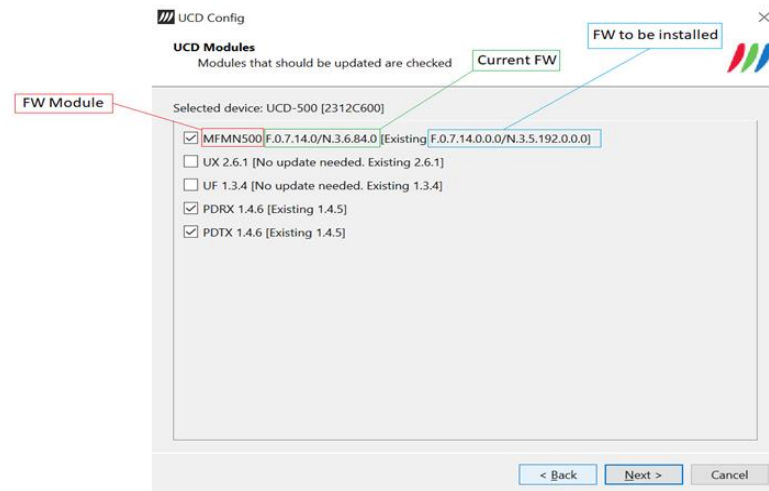 UCD Config
FW to be installed
UCD Modules
Modules that should be updated are checked
Current FW
FW Module
Selected device: UCD-500 [2312C600]
MFMN500 F.0.7.14.0/N.3.6.84.0 [Existing F.0.7.14.0.0.0/N.3.5.192.0.0.0]
UX 2.6.1 [No update needed. Existing 2.6.1]
UF 1.3.4 [No update needed. Existing 1.3.4]
PDRX 1.4.6 [Existing 1.4.5]
PDTX 1.4.6 [Existing 1.4.5]
< Back Next > Cancel